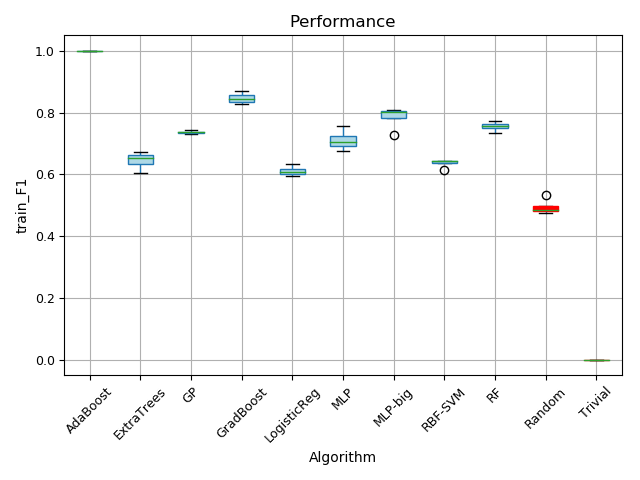 Performance
train_F1
1.0
0.8
0.6
0.4
0.2
0.0
AdaBoost
ExtraTrees
GP
GradBoost
LogisticReg
MLP
MLP-big
RBF-SVM
RF
Random
Trivial
Algorithm